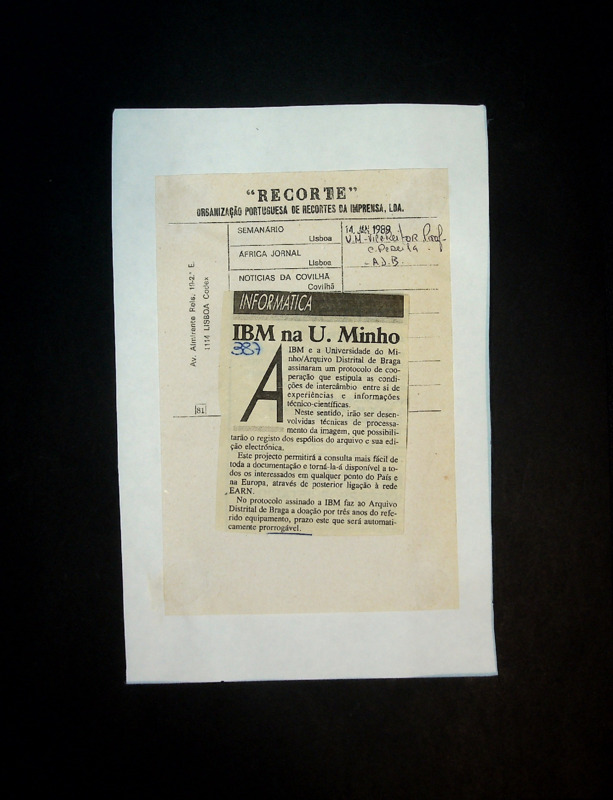 “RECORTE”
ORGANIZAÇÃO PORTUGUESA DE RECORTES DA IMPRENSA, LDA.
SEMANÁRIO
Lisboa
ÁFRICA JORNAL
Lisboa
NOTÍCIAS DA COVILHÃ
Covilhã
14. JAN 1989
U.M - Vice-Reitor Prof.
- A.D.B.
Av. Almirante Reis, 19-2.º E.
1114 LISBOA Codex
81
INFORMÁTICA
IBM na U. Minho
387
A IBM e a Universidade do Mi-
nho/Arquivo Distrital de Braga
assinaram um protocolo de coo-
peração que estipula as condi-
ções de intercâmbio entre si de
experiências e informações
técnico-científicas.
Neste sentido, irão ser desen-
volvidas técnicas de processa-
mento da imagem, que possibili-
tarão o registo dos espólios do arquivo e sua edi-
ção electrónica.
Este projecto permitirá a consulta mais fácil de
toda a documentação e torná-la-á disponível a to-
dos os interessados em qualquer ponto do País e
na Europa, através de posterior ligação à rede
EARN.
No protocolo assinado a IBM faz ao Arquivo
Distrital de Braga a doação por três anos do refe-
rido equipamento, prazo este que será automati-
camente prorrogável.